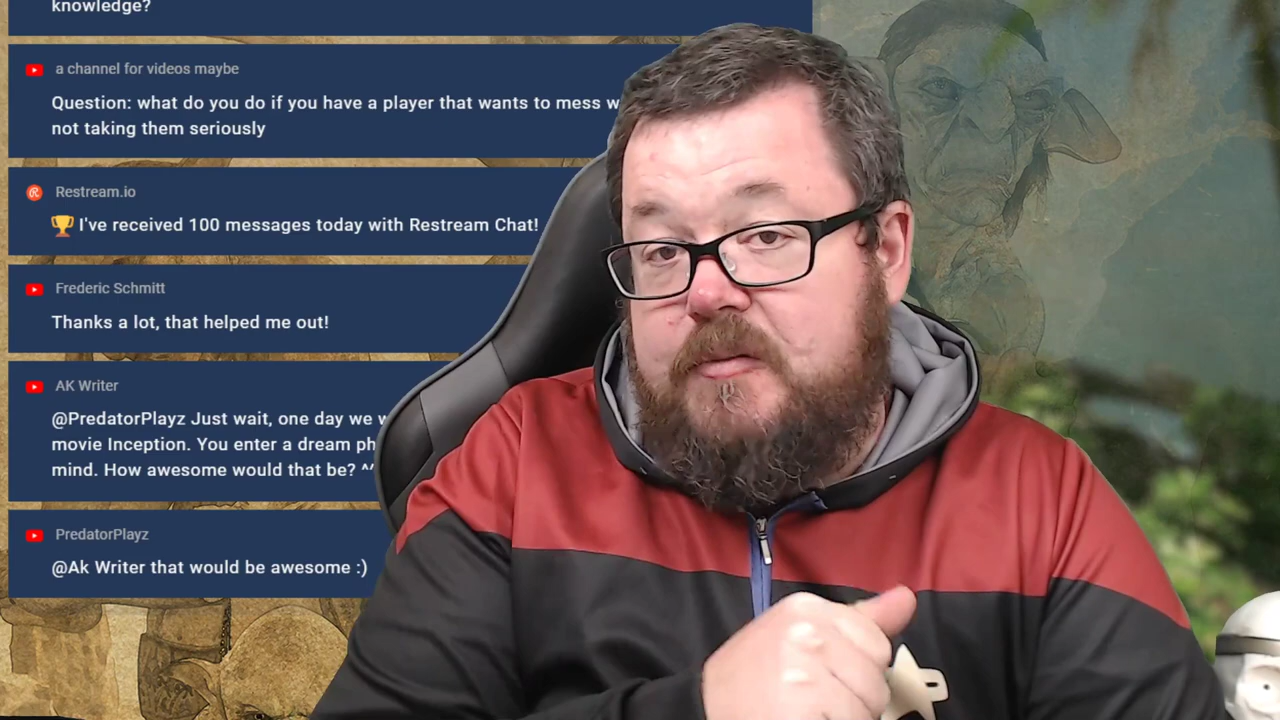 knowledge?
a channel for videos maybe
Question: what do you do if you have a player that wants to mess
not taking them seriously
Restream.io
🏆 I've received 100 messages today with Restream Chat!
Frederic Schmitt
Thanks a lot, that helped me out!
AK Writer
@PredatorPlayz Just wait, one day we
movie Inception. You enter a dream
mind. How awesome would that be? ^^
PredatorPlayz
@Ak Writer that would be awesome :)